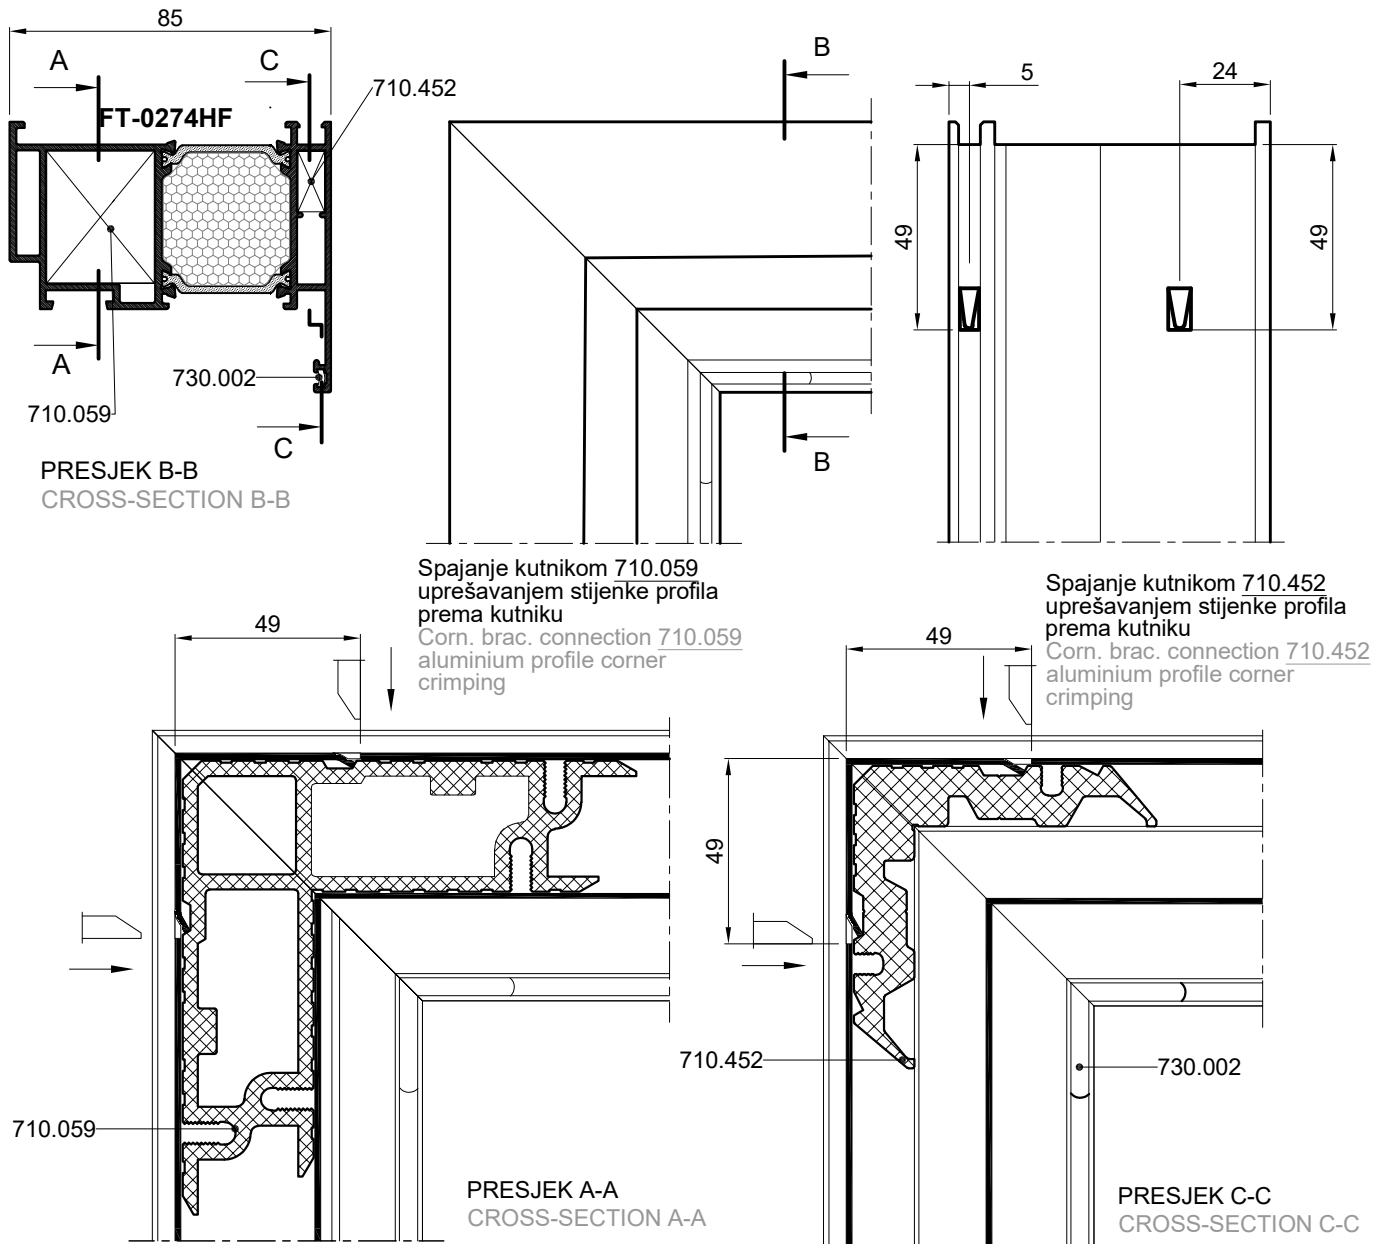 85
A
C
710.452
FT-0274HF
A
730.002
710.059
C
PRESJEK B-B
CROSS-SECTION B-B
B
B
5
24
49
49
Spajanje kutnikom 710.059
uprešavanjem stijenke profila
prema kutniku
Corn. brac. connection 710.059
aluminium profile corner
crimping
Spajanje kutnikom 710.452
uprešavanjem stijenke profila
prema kutniku
Corn. brac. connection 710.452
aluminium profile corner
crimping
49
710.059
PRESJEK A-A
CROSS-SECTION A-A
49
49
710.452
730.002
PRESJEK C-C
CROSS-SECTION C-C